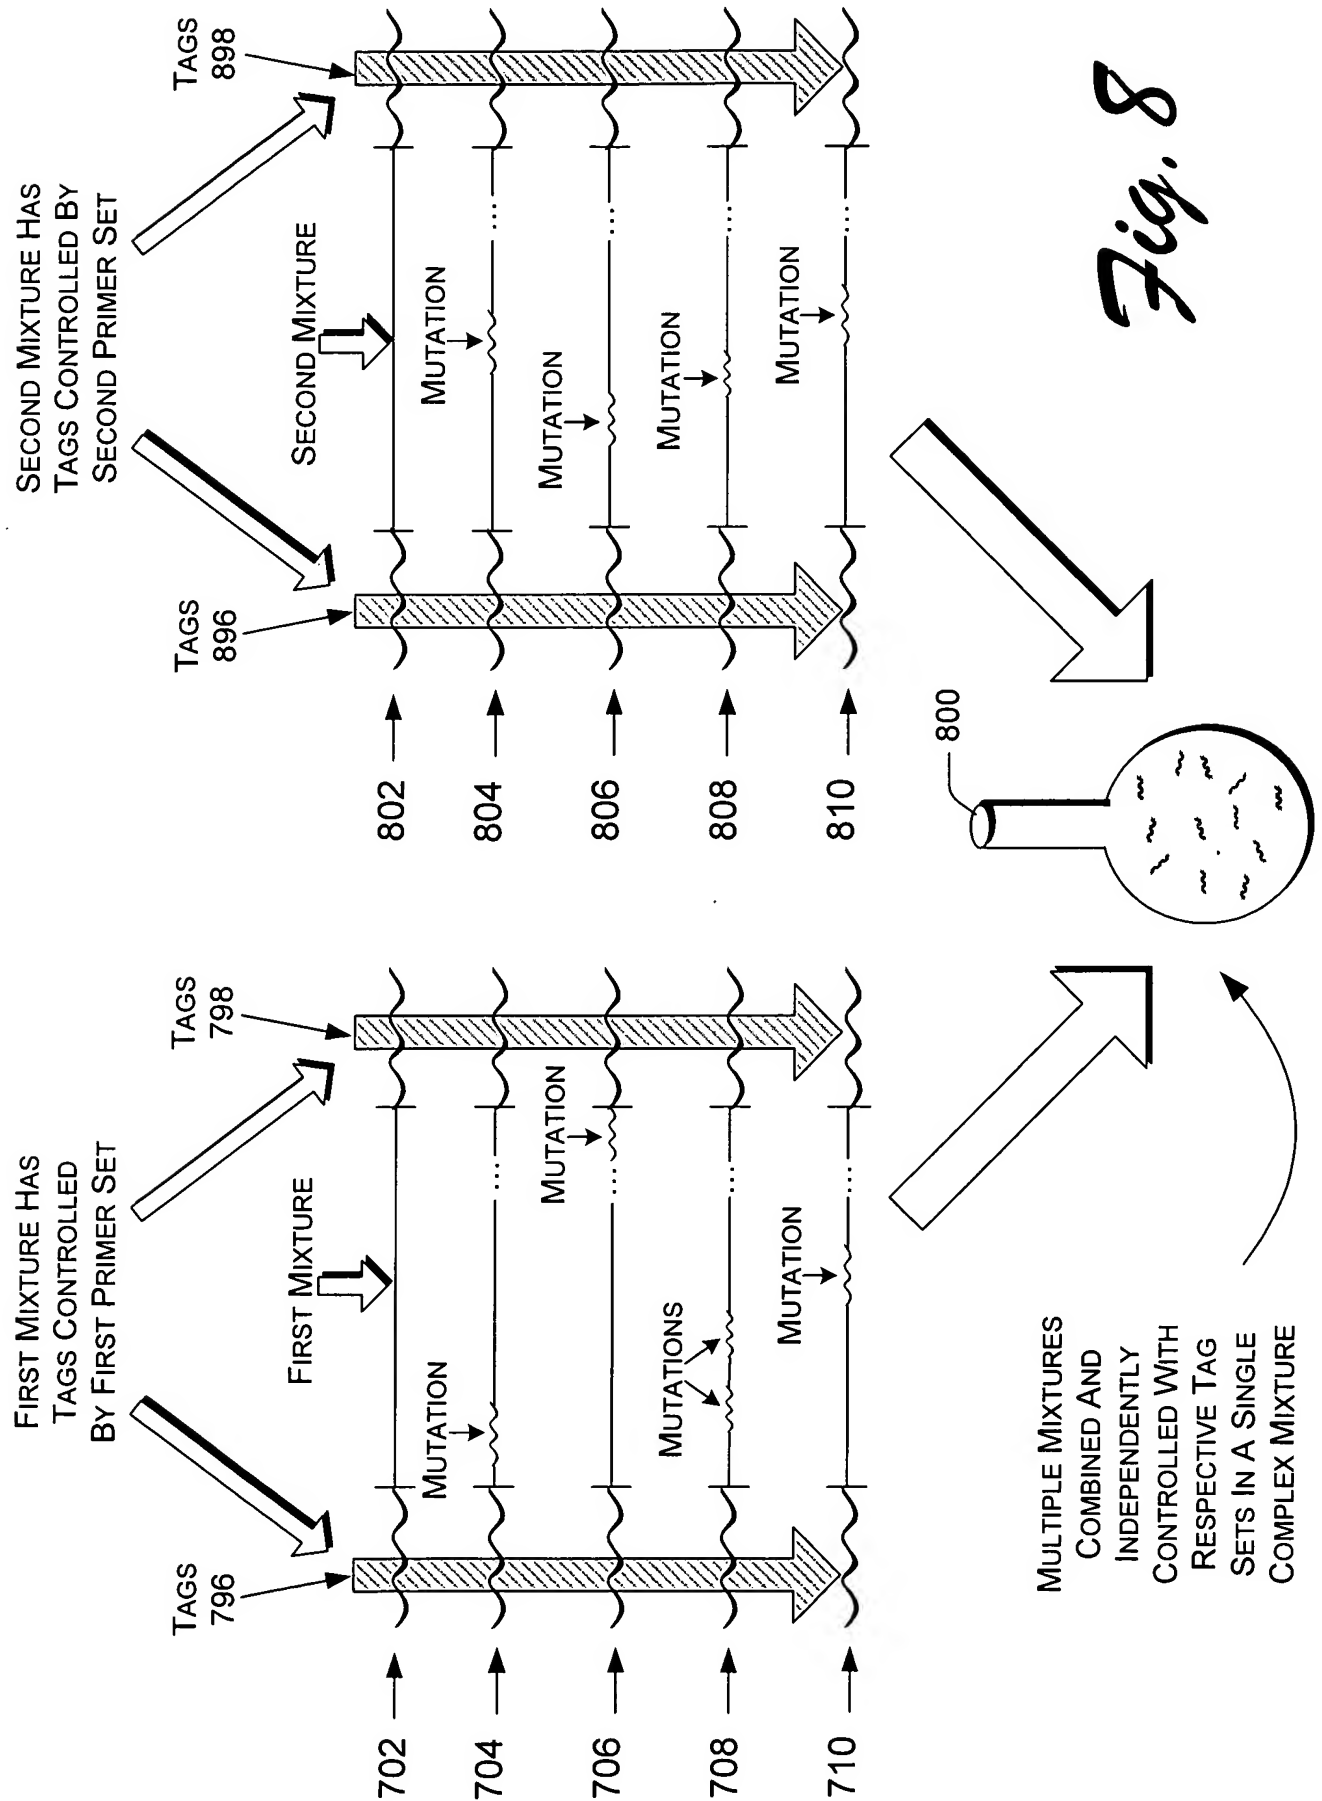 FIRST MIXTURE HAS
TAGS CONTROLLED
BY FIRST PRIMER SET
SECOND MIXTURE HAS
TAGS CONTROLLED BY
SECOND PRIMER SET
TAGS
796
TAGS
798
TAGS
896
TAGS
898
FIRST MIXTURE
SECOND MIXTURE
702
802
704
MUTATION
804
MUTATION
706
MUTATION
806
MUTATION
708
MUTATIONS
808
MUTATION
710
MUTATION
810
MUTATION
800
MULTIPLE MIXTURES
COMBINED AND
INDEPENDENTLY
CONTROLLED WITH
RESPECTIVE TAG
SETS IN A SINGLE
COMPLEX MIXTURE
Fig. 8